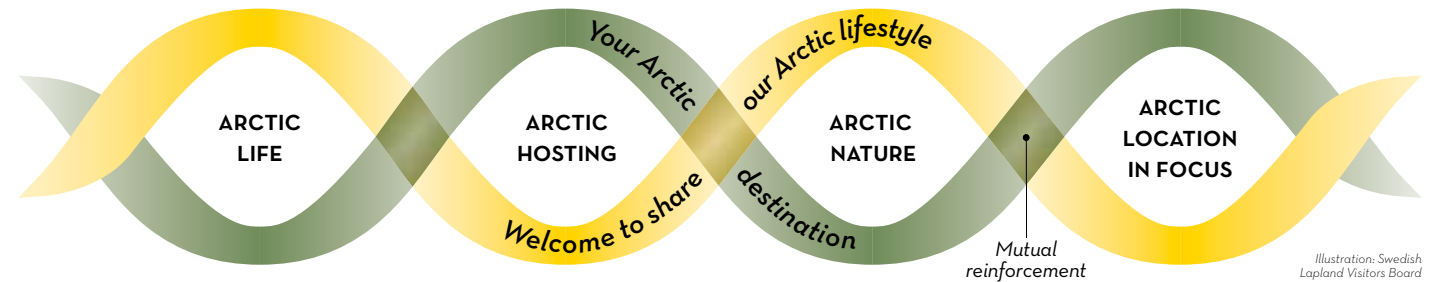 ARCTIC
LIFE
ARCTIC
HOSTING
Your Arctic
destination
Welcome to share
our Arctic lifestyle
ARCTIC
NATURE
ARCTIC
LOCATION
IN FOCUS
Mutual
reinforcement
Illustration: Swedish
Lapland Visitors Board